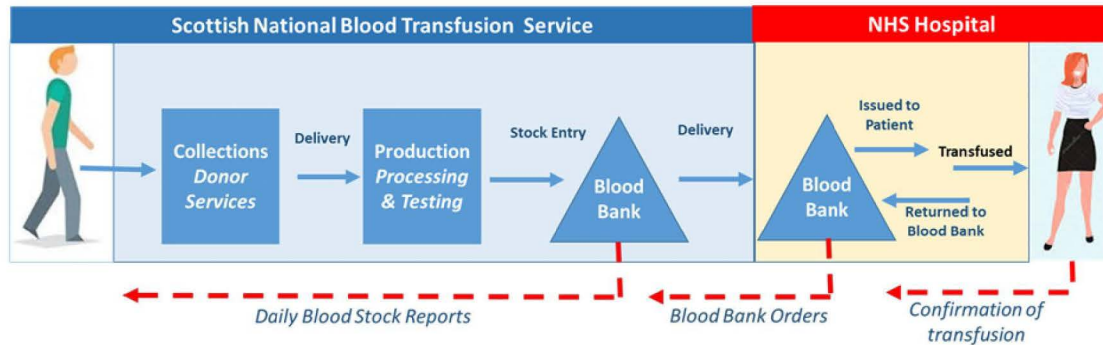 Scottish National Blood Transfusion Service
NHS Hospital
Collections
Donor
Services
Delivery
Production
Processing
& Testing
Stock Entry
Blood
Bank
Delivery
Blood
Bank
Issued to
Patient
Transfused
Returned to
Blood Bank
Daily Blood Stock Reports
Blood Bank Orders
Confirmation of
transfusion